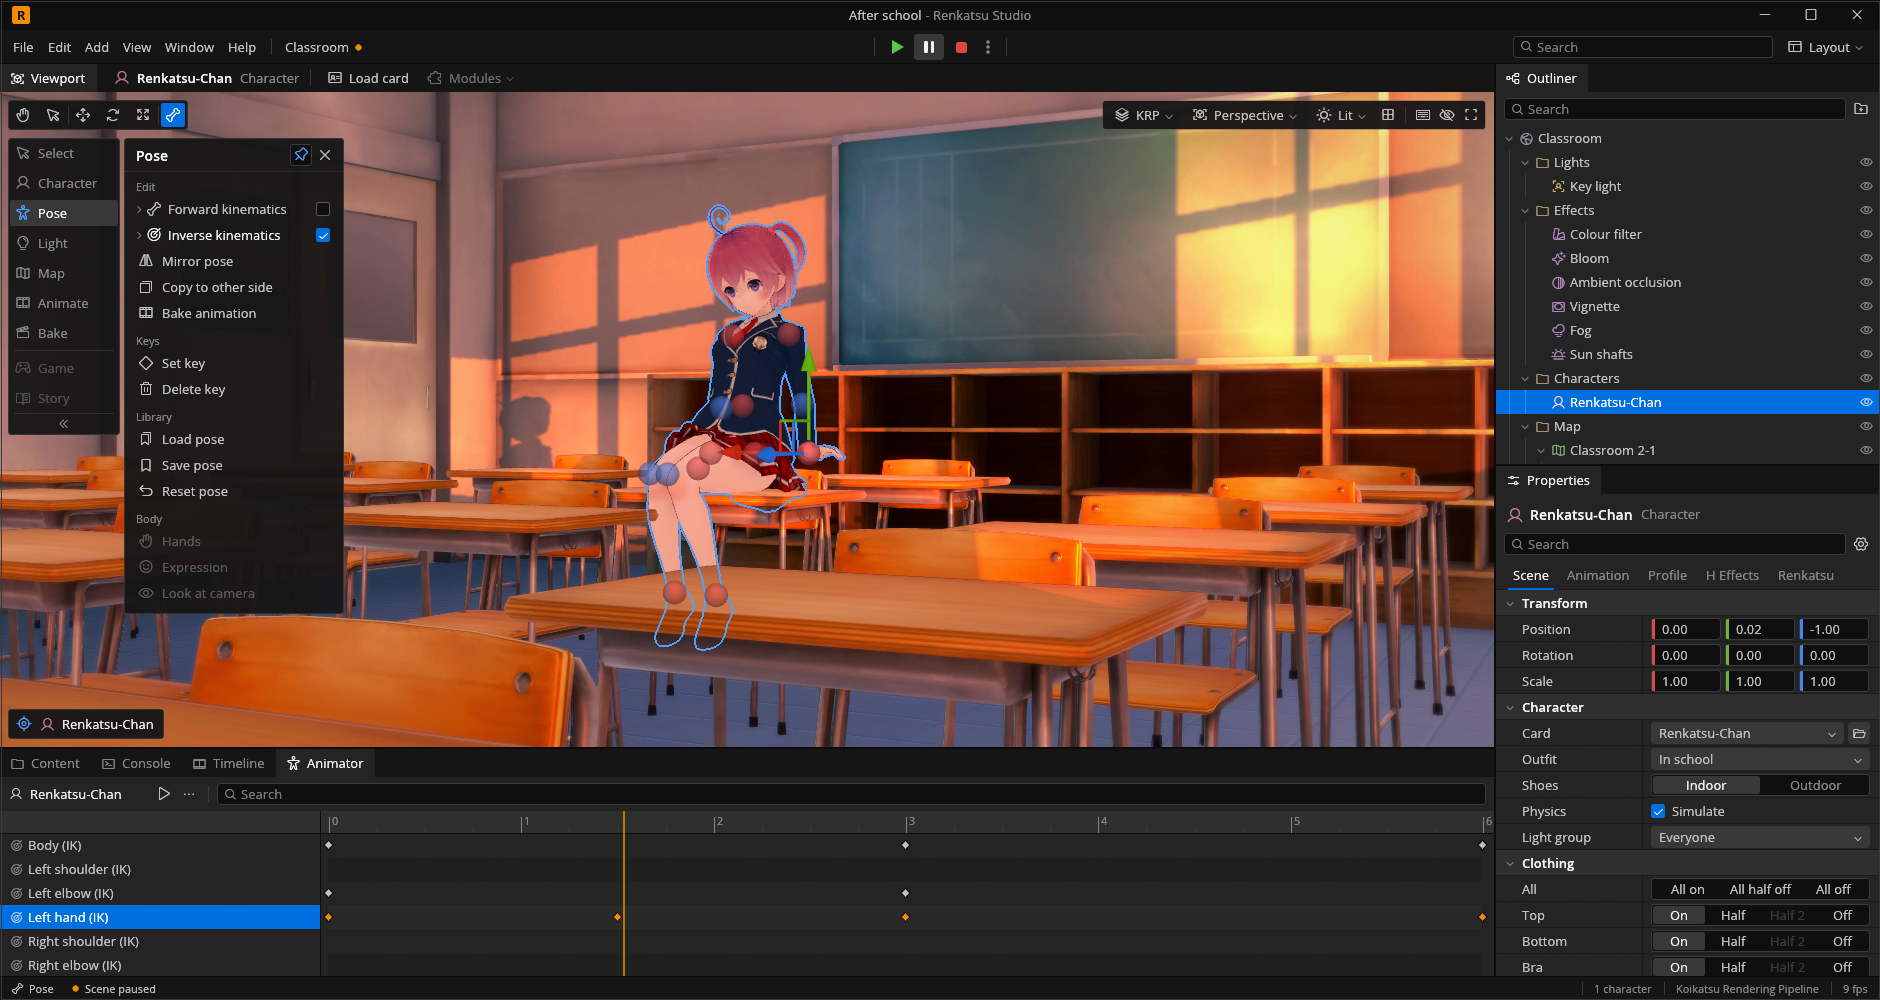 R
After school - Renkatsu Studio
File Edit Add View Window Help Classroom
Search
Layout
Viewport
Renkatsu-Chan Character
Load card
Modules
Outliner
Search
KRP Perspective Lit
Select
Character
Pose
Light
Map
Animate
Bake
Game
Story
Pose
Edit
Forward kinematics
Inverse kinematics
Mirror pose
Copy to other side
Bake animation
Keys
Set key
Delete key
Library
Load pose
Save pose
Reset pose
Body
Hands
Expression
Look at camera
Renkatsu-Chan
Classroom
Lights
Key light
Effects
Colour filter
Bloom
Ambient occlusion
Vignette
Fog
Sun shafts
Characters
Renkatsu-Chan
Map
Classroom 2-1
Properties
Renkatsu-Chan Character
Search
Scene Animation Profile H Effects Renkatsu
Transform
Position 0.00 0.02 -1.00
Rotation 0.00 0.00 0.00
Scale 1.00 1.00 1.00
Character
Card Renkatsu-Chan
Outfit In school
Shoes Indoor Outdoor
Physics Simulate
Light group Everyone
Clothing
All All on All half off All off
Top On Half Half 2 Off
Bottom On Half Half 2 Off
Bra On Half Half 2 Off
Content Console Timeline Animator
Renkatsu-Chan
Search
0 1 2 3 4 5 6
Body (IK)
Left shoulder (IK)
Left elbow (IK)
Left hand (IK)
Right shoulder (IK)
Right elbow (IK)
Pose Scene paused
1 character Koikatsu Rendering Pipeline 9 fps